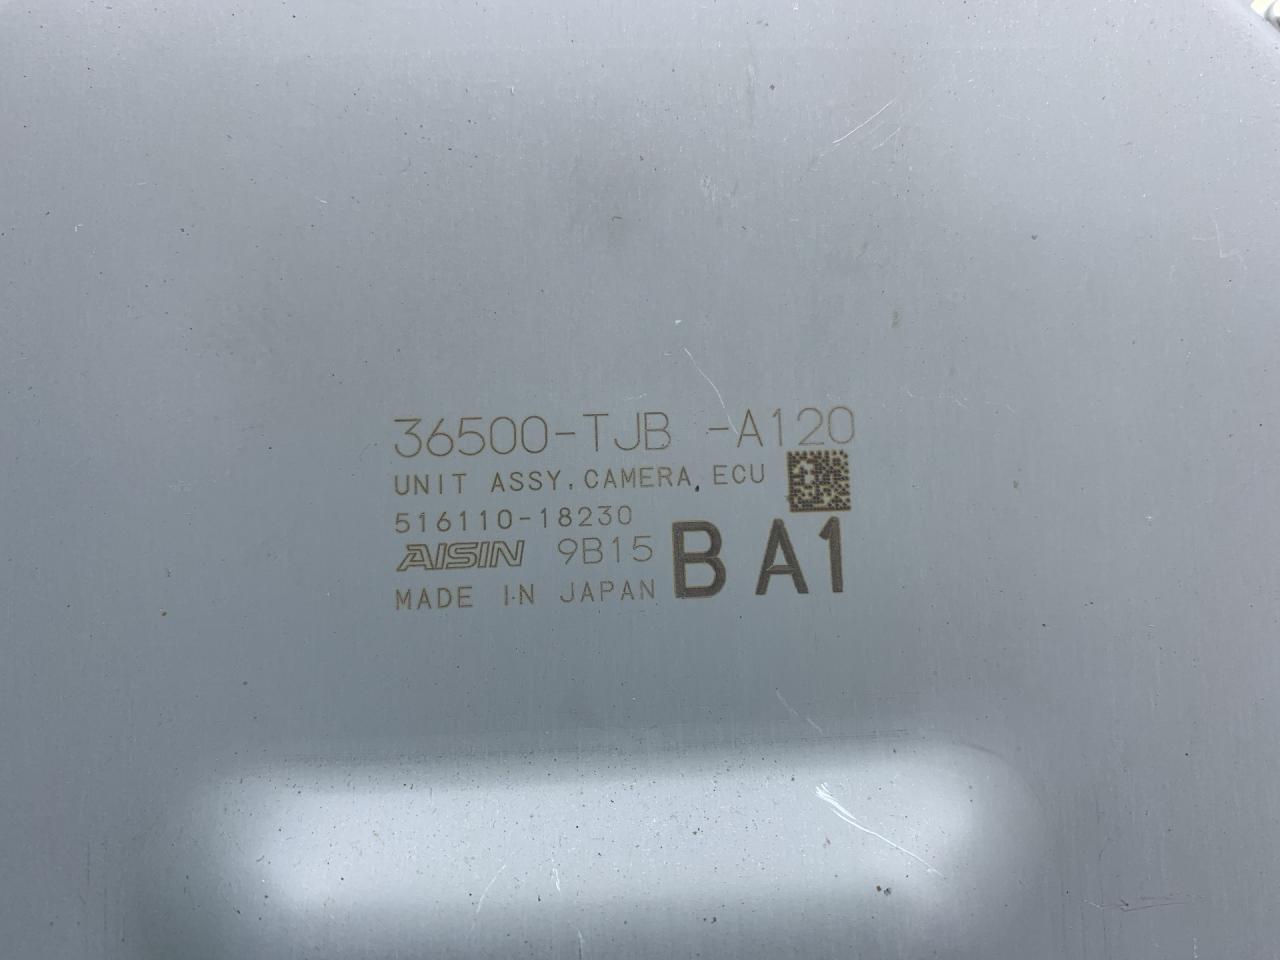 36500-TJB -A120
UNIT ASSY, CAMERA, ECU
516110-18230
AISIN 9B15 B A1
MADE IN JAPAN